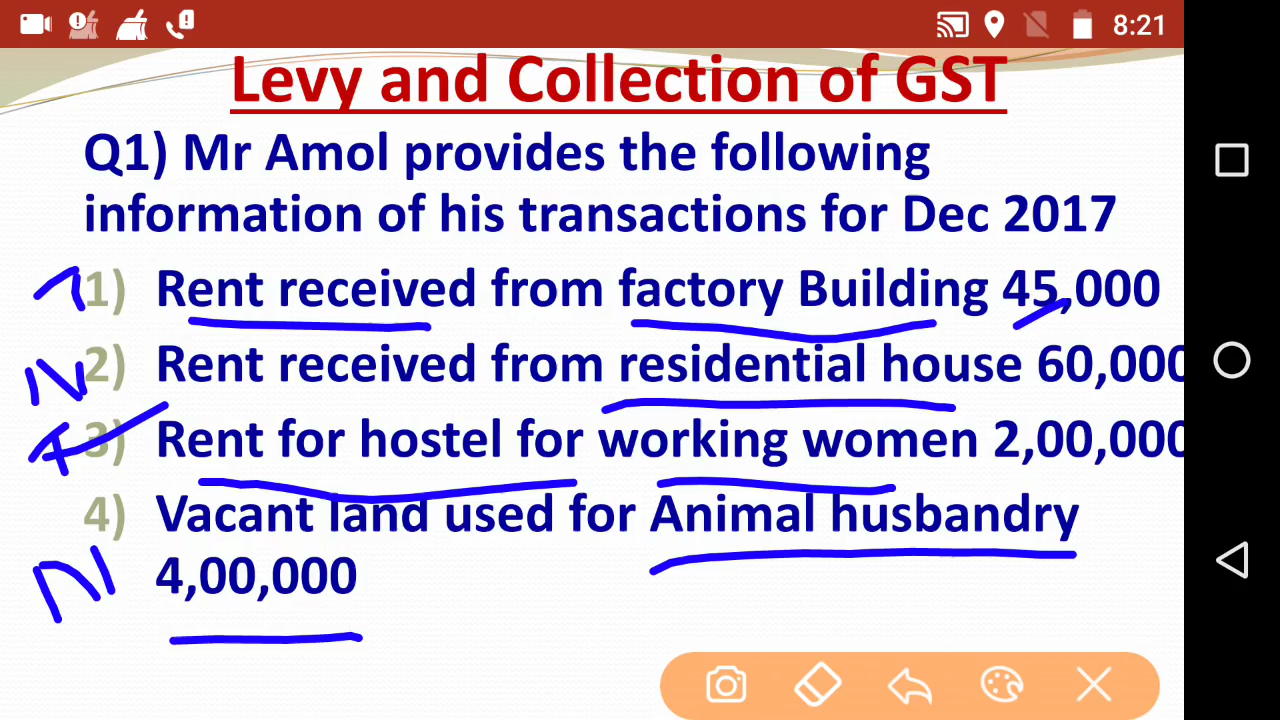 8:21
Levy and Collection of GST
Q1) Mr Amol provides the following
information of his transactions for Dec 2017
1) Rent received from factory Building 45,000
2) Rent received from residential house 60,000
3) Rent for hostel for working women 2,00,000
4) Vacant land used for Animal husbandry
4,00,000